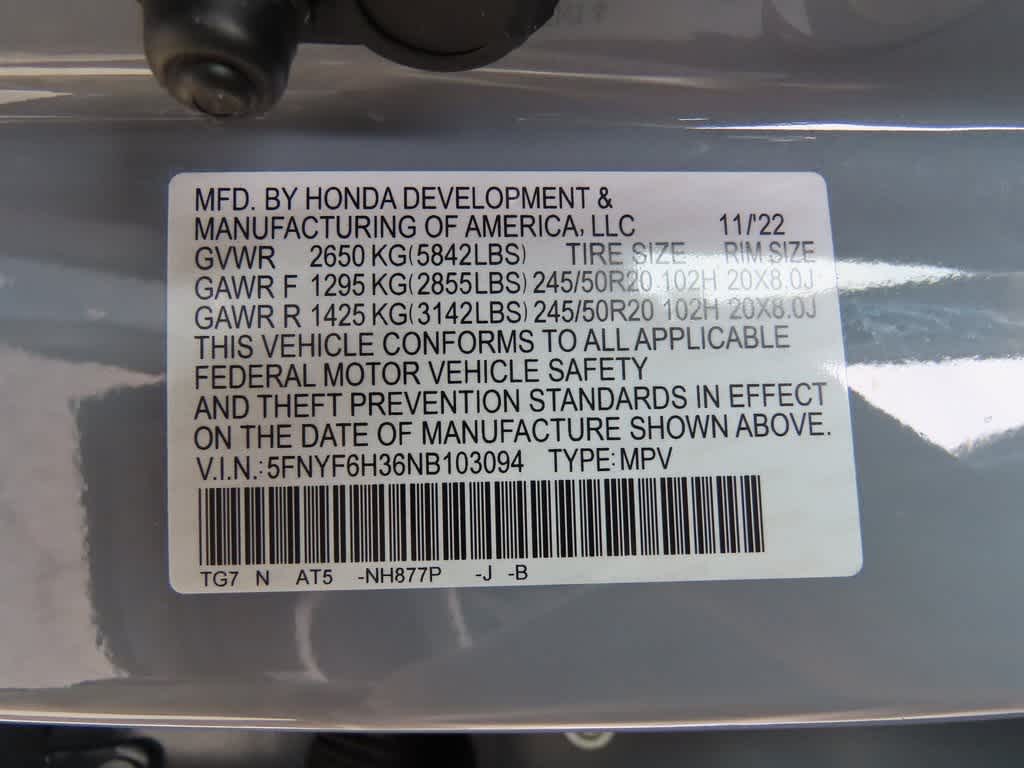 MFD. BY HONDA DEVELOPMENT &
MANUFACTURING OF AMERICA, LLC 11/'22
GVWR 2650 KG(5842LBS) TIRE SIZE RIM SIZE
GAWR F 1295 KG(2855LBS) 245/50R20 102H 20X8.0J
GAWR R 1425 KG(3142LBS) 245/50R20 102H 20X8.0J
THIS VEHICLE CONFORMS TO ALL APPLICABLE
FEDERAL MOTOR VEHICLE SAFETY
AND THEFT PREVENTION STANDARDS IN EFFECT
ON THE DATE OF MANUFACTURE SHOWN ABOVE.
V.I.N.: 5FNYF6H36NB103094 TYPE: MPV
TG7 N AT5 -NH877P -J -B